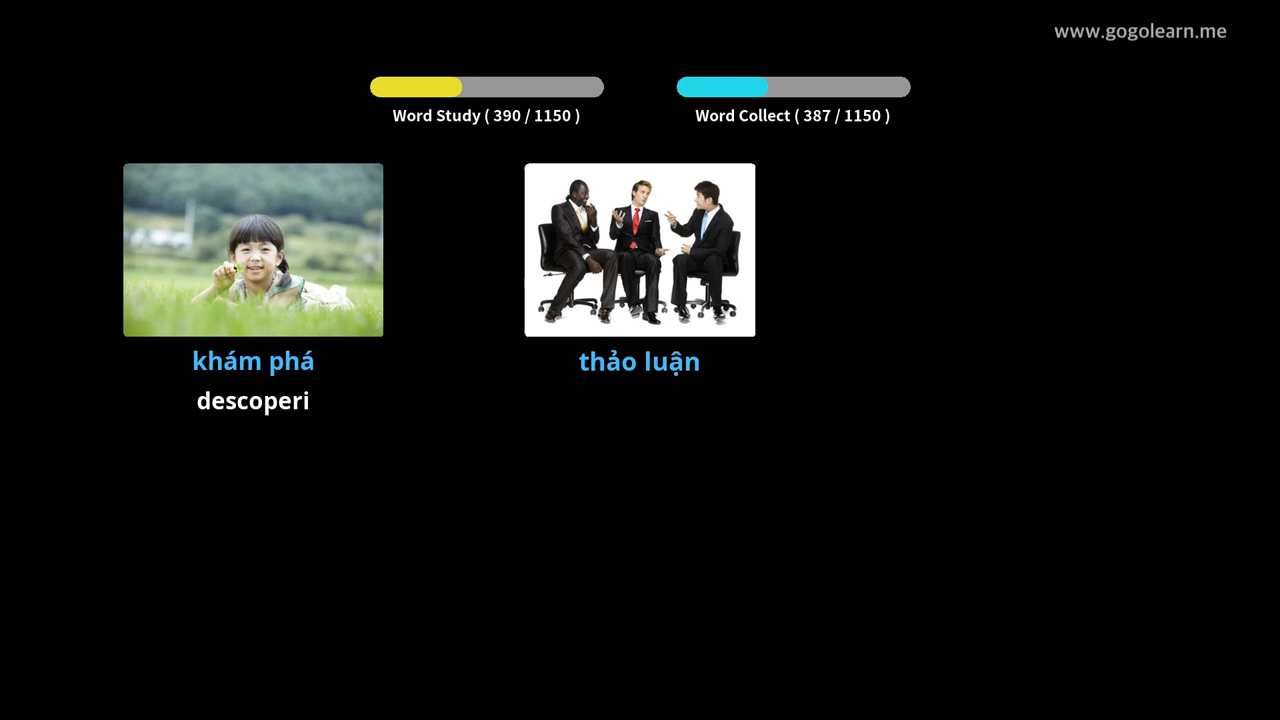 www.gogolearn.me
Word Study ( 390 / 1150 )
Word Collect ( 387 / 1150 )
khám phá
thảo luận
descoperi